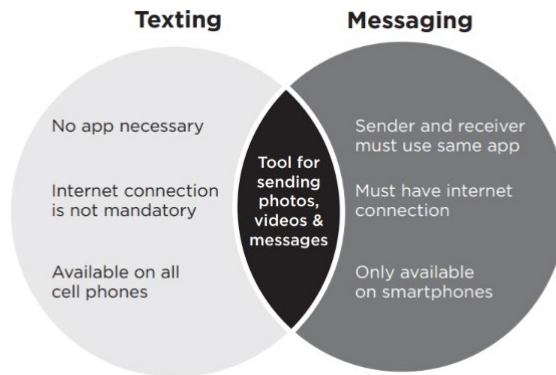 Texting
Messaging
No app necessary
Internet connection
is not mandatory
Available on all
cell phones
Tool for
sending
photos,
videos &
messages
Sender and receiver
must use same app
Must have internet
connection
Only available
on smartphones